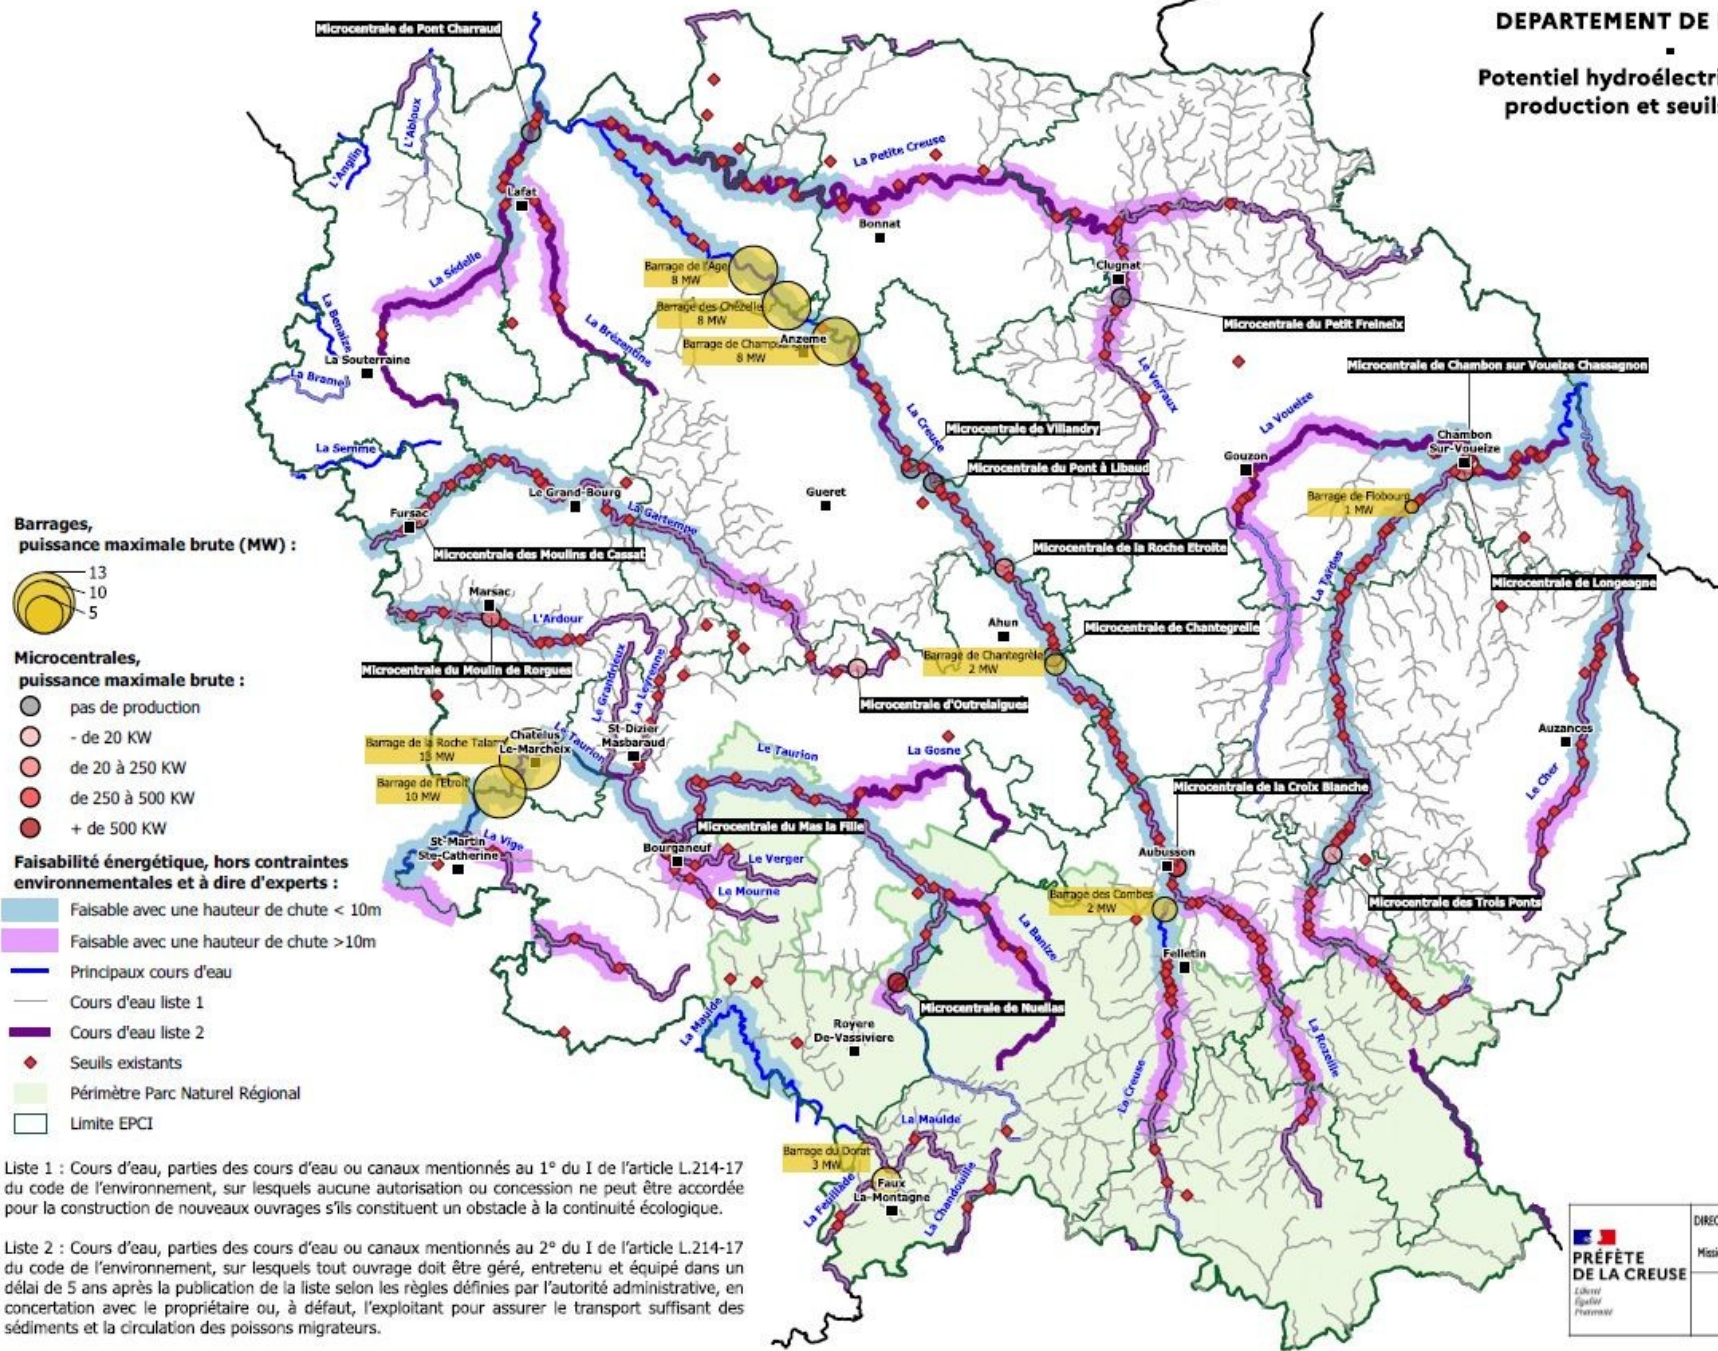 DEPARTEMENT DE
Potentiel hydroélectri
production et seuils
Microcentrale de Pont Charraud
L'Abloux
L'Anglin
La Petite Creuse
Lafat
Bonnat
La Sédelle
Clugnat
Barrage de l'Age
8 MW
Barrage des Chezelle
8 MW
Anzeme
Barrage de Champs
8 MW
Microcentrale du Petit Freineix
La Benaize
La Brézentine
La Souterraine
La Brame
Le Verraux
Microcentrale de Chambon sur Voueize Chassagnon
La Voueize
La Creuse
Microcentrale de Villandry
La Semme
Chambon
Sur-Voueize
Gouzon
Microcentrale du Pont à Libaud
Le Grand-Bourg
Gueret
Barrage de Flobourg
1 MW
Fursac
La Gartempe
Microcentrale des Moulins de Cassat
Microcentrale de la Roche Etroite
La Tardes
Microcentrale de Longeagne
Marsac
L'Ardour
Ahun
Microcentrale de Chantegrelle
Barrage de Chantegrèle
2 MW
Microcentrale du Moulin de Rorgues
Le Grandrieux
La Leyrenne
Microcentrale d'Outrelaigues
Barrage de la Roche Talam
13 MW
Chatelus
Le-Marcheix
Le Taurion
St-Dizier
Masbaraud
Le Taurion
La Gosne
Auzances
Barrage de l'Etroit
10 MW
Le Cher
Microcentrale de la Croix Blanche
Microcentrale du Mas la Fille
St-Martin
Ste-Catherine
La Vige
Bourganeuf
Le Verger
Le Mourne
Aubusson
Barrage des Combes
2 MW
Microcentrale des Trois Ponts
La Banize
Felletin
Microcentrale de Nuellas
La Maulde
Royere
De-Vassiviere
La Rozeille
La Creuse
La Maulde
Barrage du Dorat
3 MW
Faux
La-Montagne
La Feuillade
La Chandouille
Barrages,
puissance maximale brute (MW) :
13
10
5
Microcentrales,
puissance maximale brute :
pas de production
- de 20 KW
de 20 à 250 KW
de 250 à 500 KW
+ de 500 KW
Faisabilité énergétique, hors contraintes
environnementales et à dire d'experts :
Faisable avec une hauteur de chute < 10m
Faisable avec une hauteur de chute >10m
Principaux cours d'eau
Cours d'eau liste 1
Cours d'eau liste 2
Seuils existants
Périmètre Parc Naturel Régional
Limite EPCI
Liste 1 : Cours d'eau, parties des cours d'eau ou canaux mentionnés au 1° du I de l'article L.214-17
du code de l'environnement, sur lesquels aucune autorisation ou concession ne peut être accordée
pour la construction de nouveaux ouvrages s'ils constituent un obstacle à la continuité écologique.
Liste 2 : Cours d'eau, parties des cours d'eau ou canaux mentionnés au 2° du I de l'article L.214-17
du code de l'environnement, sur lesquels tout ouvrage doit être géré, entretenu et équipé dans un
délai de 5 ans après la publication de la liste selon les règles définies par l'autorité administrative, en
concertation avec le propriétaire ou, à défaut, l'exploitant pour assurer le transport suffisant des
sédiments et la circulation des poissons migrateurs.
PRÉFÈTE
DE LA CREUSE
Liberté
Égalité
Fraternité
DIREC
Missi